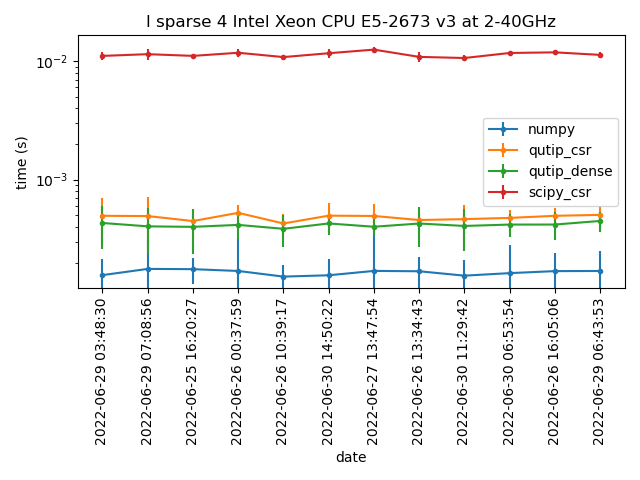 l sparse 4 Intel Xeon CPU E5-2673 v3 at 2-40GHz
10⁻²
10⁻³
time (s)
numpy
qutip_csr
qutip_dense
scipy_csr
2022-06-29 03:48:30
2022-06-29 07:08:56
2022-06-25 16:20:27
2022-06-26 00:37:59
2022-06-26 10:39:17
2022-06-30 14:50:22
2022-06-27 13:47:54
2022-06-26 13:34:43
2022-06-30 11:29:42
2022-06-30 06:53:54
2022-06-26 16:05:06
2022-06-29 06:43:53
date